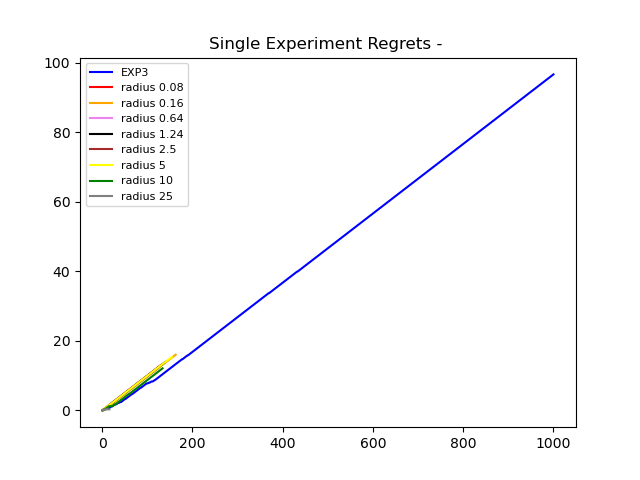 Single Experiment Regrets -
EXP3
radius 0.08
radius 0.16
radius 0.64
radius 1.24
radius 2.5
radius 5
radius 10
radius 25
100
80
60
40
20
0
0 200 400 600 800 1000